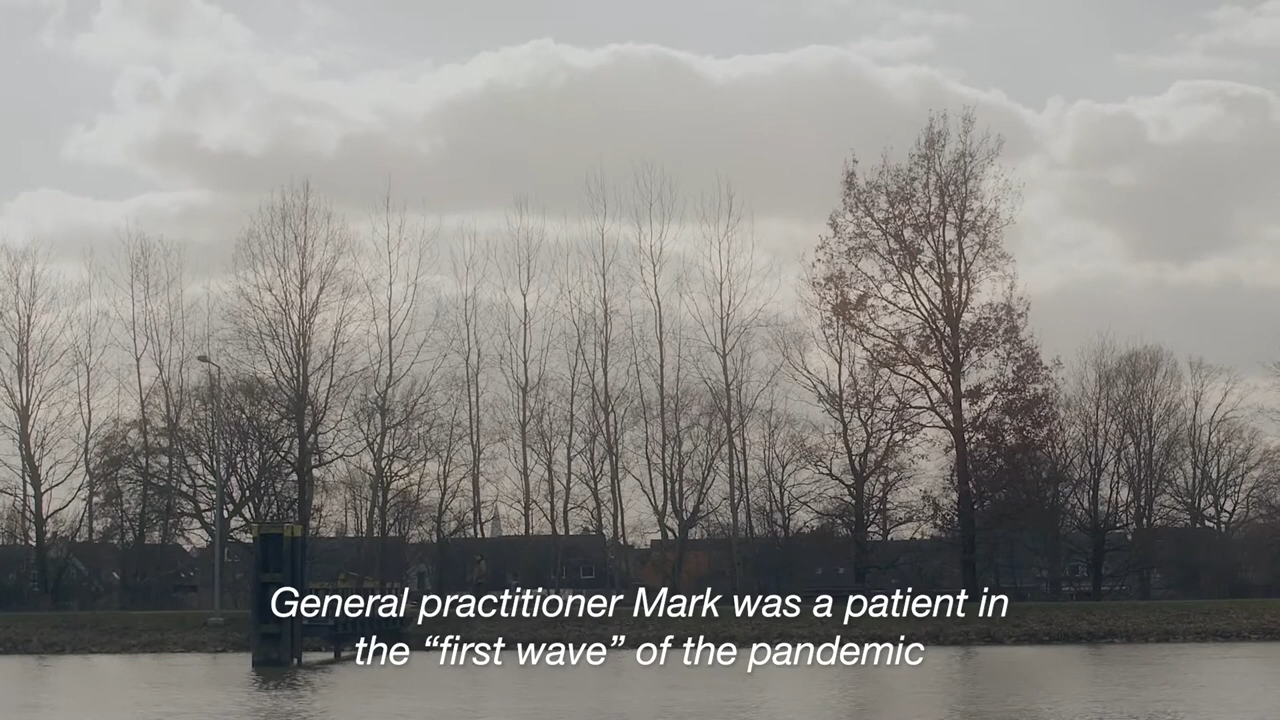 General practitioner Mark was a patient in
the “first wave” of the pandemic